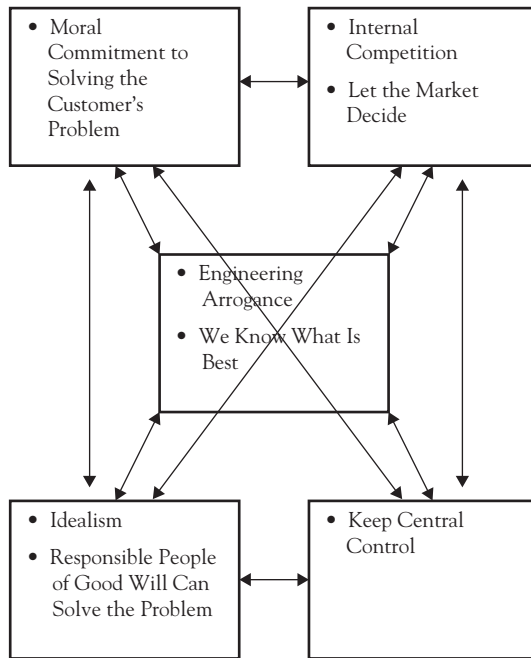 • Moral
Commitment to
Solving the
Customer's
Problem
• Internal
Competition
• Let the Market
Decide
• Engineering
Arrogance
• We Know What Is
Best
• Idealism
• Responsible People
of Good Will Can
Solve the Problem
• Keep Central
Control